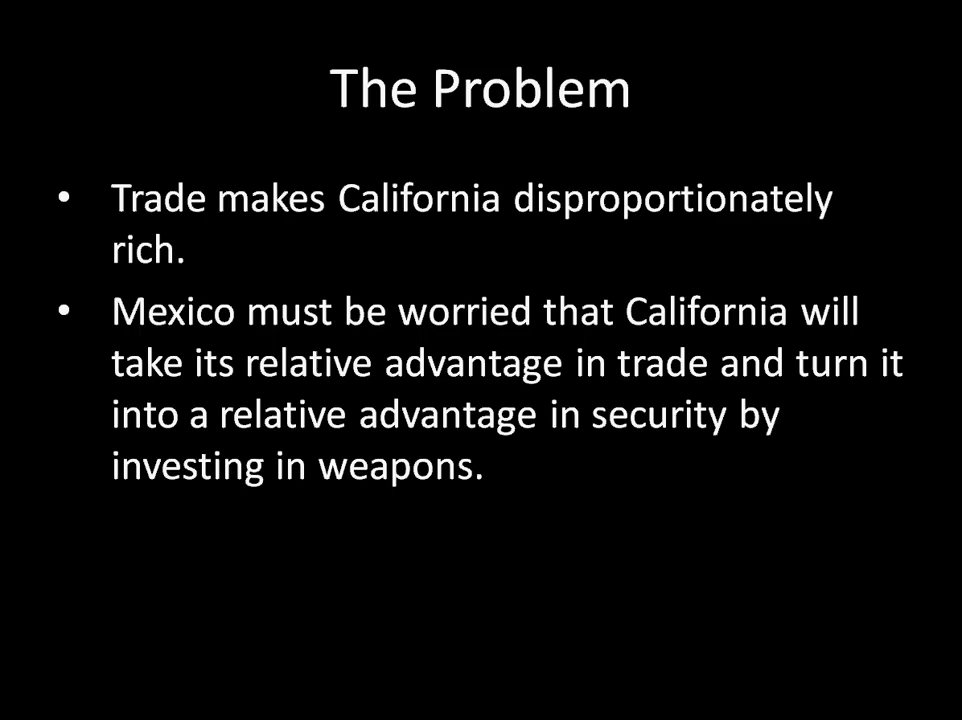 The Problem
• Trade makes California disproportionately
rich.
• Mexico must be worried that California will
take its relative advantage in trade and turn it
into a relative advantage in security by
investing in weapons.